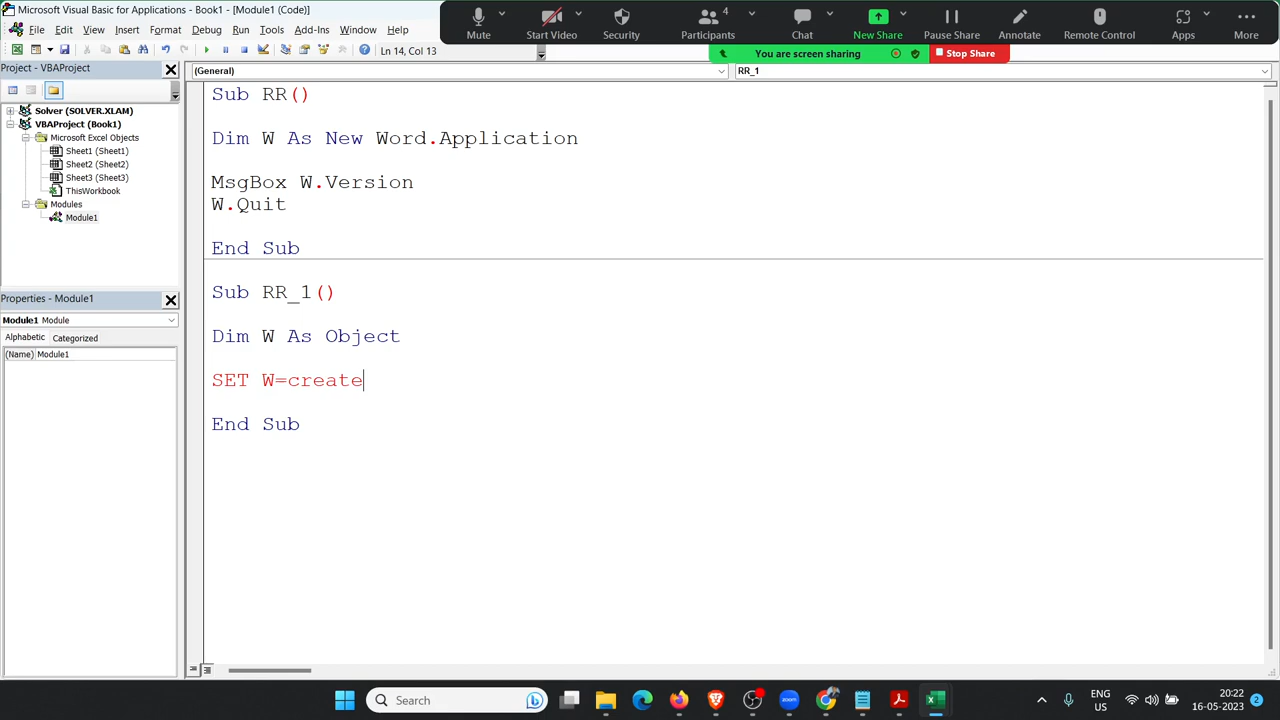 Microsoft Visual Basic for Applications - Book1 - [Module1 (Code)]
File Edit View Insert Format Debug Run Tools Add-Ins Window Help
Ln 14, Col 13
Mute Start Video Security Participants 4 Chat New Share Pause Share Annotate Remote Control Apps More
You are screen sharing Stop Share
Project - VBAProject
Solver (SOLVER.XLAM)
VBAProject (Book1)
Microsoft Excel Objects
Sheet1 (Sheet1)
Sheet2 (Sheet2)
Sheet3 (Sheet3)
ThisWorkbook
Modules
Module1
Properties - Module1
Module1 Module
Alphabetic Categorized
(Name) Module1
(General) RR_1
Sub RR()
Dim W As New Word.Application
MsgBox W.Version
W.Quit
End Sub
Sub RR_1()
Dim W As Object
SET W=create
End Sub
Search
ENG
US
20:22
16-05-2023
2